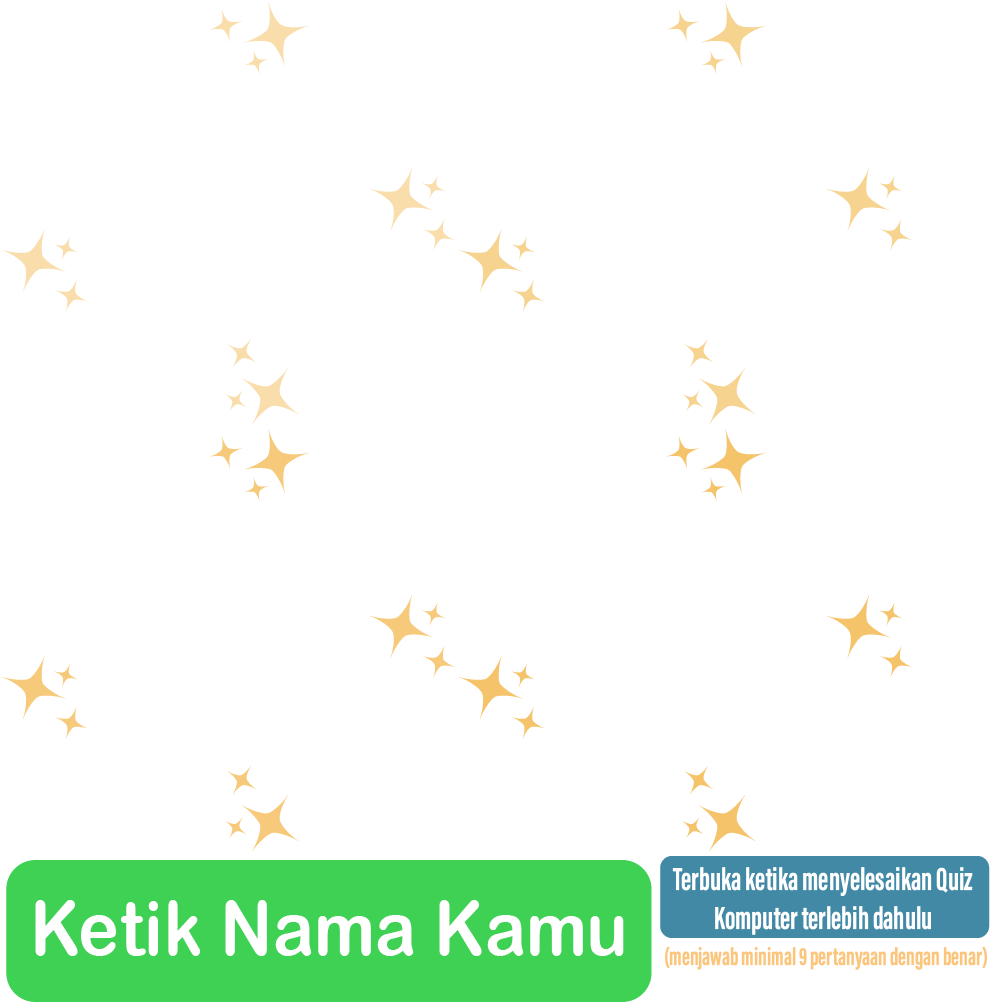 Ketik Nama Kamu
Terbuka ketika menyelesaikan Quiz
Komputer terlebih dahulu
(menjawab minimal 9 pertanyaan dengan benar)